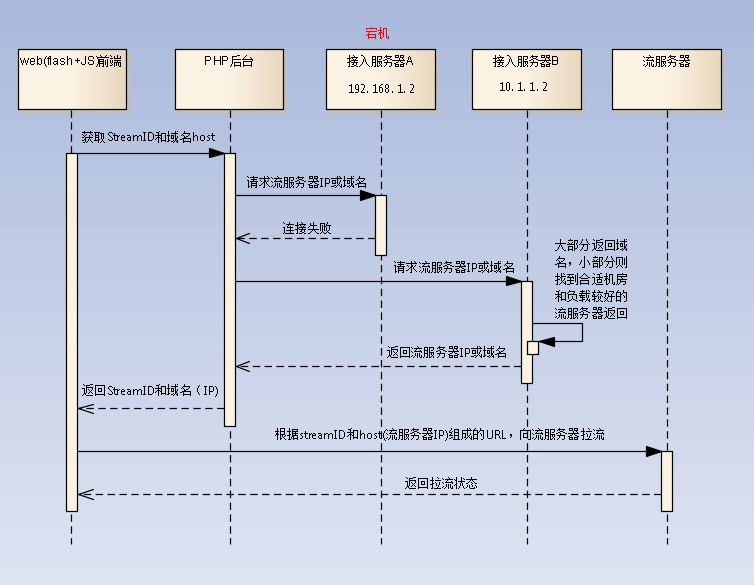 宕机
web(flash+JS)前端
PHP后台
接入服务器A
192.168.1.2
接入服务器B
10.1.1.2
流服务器
获取StreamID和域名host
请求流服务器IP或域名
连接失败
请求流服务器IP或域名
大部分返回域
名，小部分则
找到合适机房
和负载较好的
流服务器返回
返回流服务器IP或域名
返回StreamID和域名（IP)
根据streamID和host(流服务器IP)组成的URL，向流服务器拉流
返回拉流状态